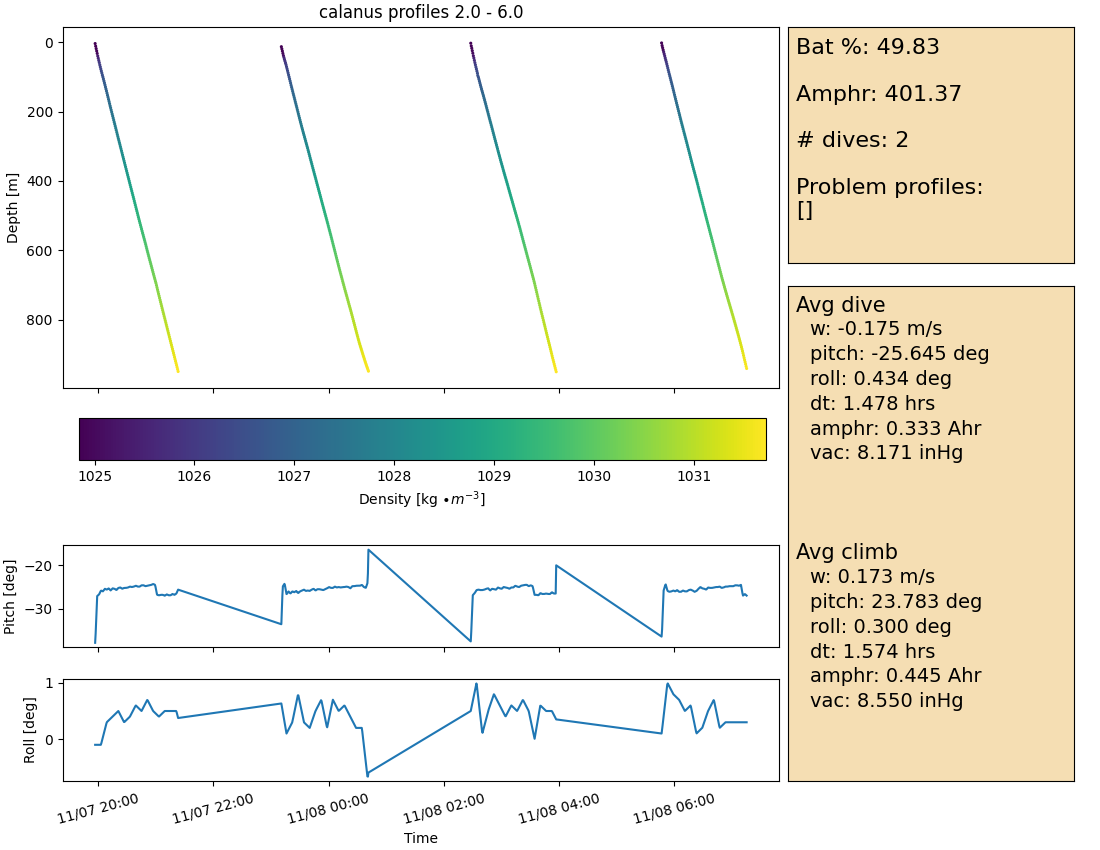 calanus profiles 2.0 - 6.0
0
200
400
600
800
Depth [m]
1025 1026 1027 1028 1029 1030 1031
Density [kg •m⁻³]
−20
−30
Pitch [deg]
1
0
Roll [deg]
11/07 20:00 11/07 22:00 11/08 00:00 11/08 02:00 11/08 04:00 11/08 06:00
Time
Bat %: 49.83
Amphr: 401.37
# dives: 2
Problem profiles:
[]
Avg dive
w: -0.175 m/s
pitch: -25.645 deg
roll: 0.434 deg
dt: 1.478 hrs
amphr: 0.333 Ahr
vac: 8.171 inHg
Avg climb
w: 0.173 m/s
pitch: 23.783 deg
roll: 0.300 deg
dt: 1.574 hrs
amphr: 0.445 Ahr
vac: 8.550 inHg